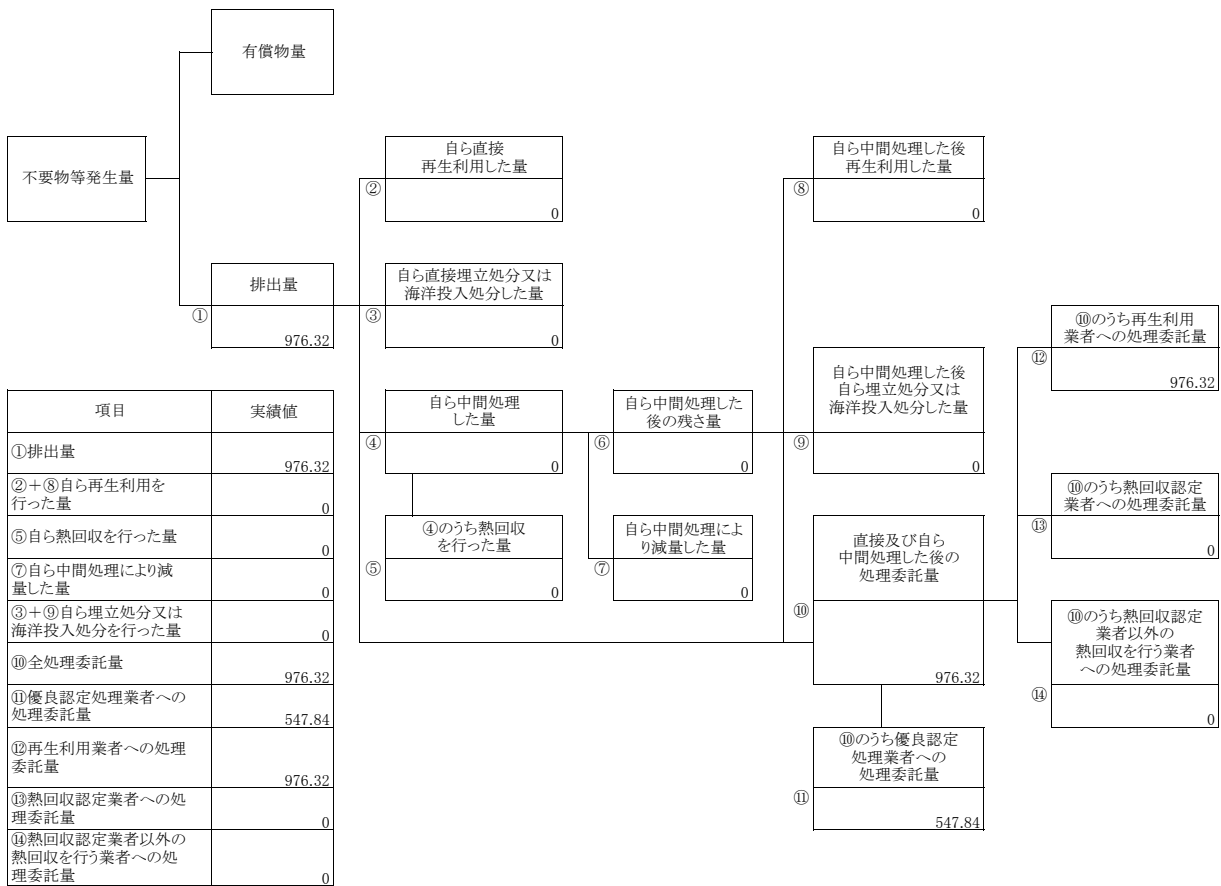 有償物量
不要物等発生量
自ら直接
再生利用した量
②
0
自ら中間処理した後
再生利用した量
⑧
0
排出量
①
976.32
自ら直接埋立処分又は
海洋投入処分した量
③
0
⑩のうち再生利用
業者への処理委託量
⑫
976.32
自ら中間処理
した量
④
0
自ら中間処理した
後の残さ量
⑥
0
自ら中間処理した後
自ら埋立処分又は
海洋投入処分した量
⑨
0
⑩のうち熱回収認定
業者への処理委託量
⑬
0
④のうち熱回収
を行った量
⑤
0
自ら中間処理によ
り減量した量
⑦
0
直接及び自ら
中間処理した後の
処理委託量
⑩
976.32
⑩のうち熱回収認定
業者以外の
熱回収を行う業者
への処理委託量
⑭
0
⑩のうち優良認定
処理業者への
処理委託量
⑪
547.84
項目 実績値
①排出量
976.32
②＋⑧自ら再生利用を
行った量
0
⑤自ら熱回収を行った量
0
⑦自ら中間処理により減
量した量
0
③＋⑨自ら埋立処分又は
海洋投入処分を行った量
0
⑩全処理委託量
976.32
⑪優良認定処理業者への
処理委託量
547.84
⑫再生利用業者への処理
委託量
976.32
⑬熱回収認定業者への処
理委託量
0
⑭熱回収認定業者以外の
熱回収を行う業者への処
理委託量
0